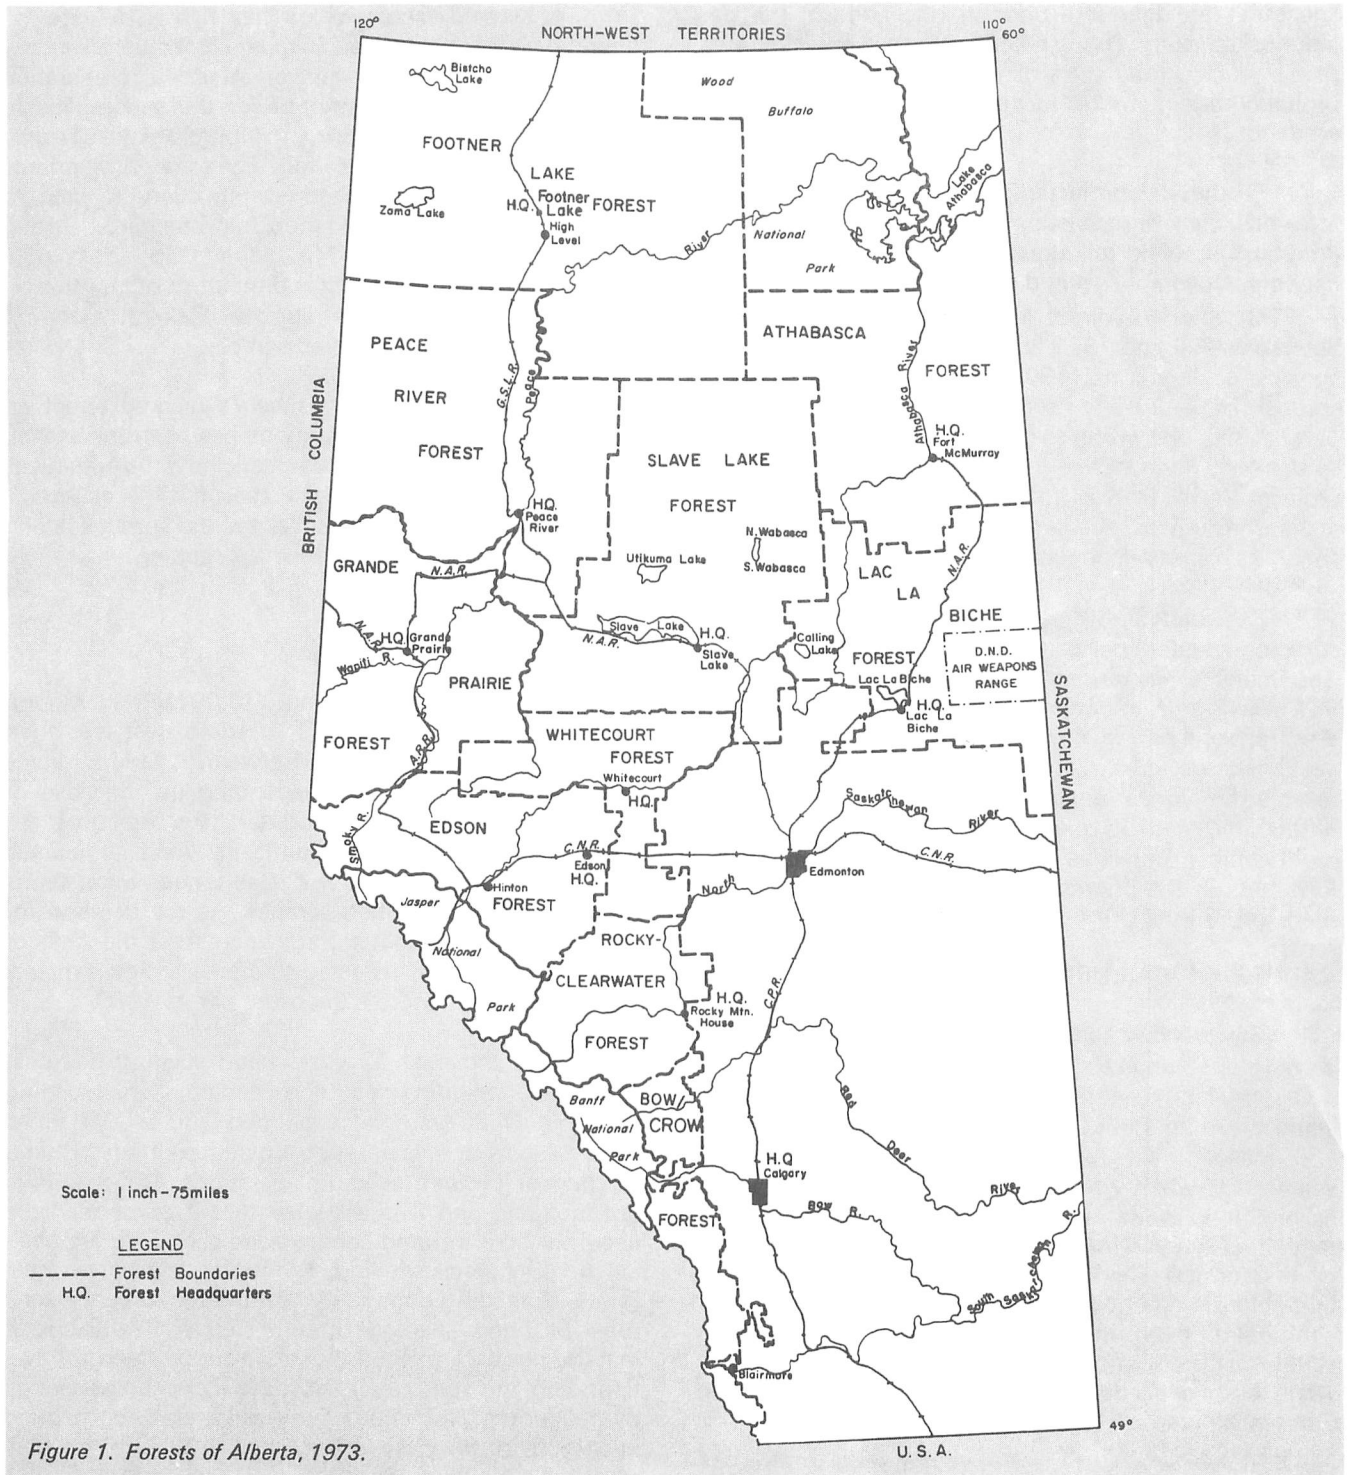 120°
110°
60°
NORTH-WEST TERRITORIES
Bistcho
Lake
Wood
Buffalo
FOOTNER
LAKE
FOREST
Lake
Athabasca
Zama Lake
H.Q.
Footner
Lake
High
Level
River
National
Park
PEACE
RIVER
FOREST
G.S.L.R.
Peace
ATHABASCA
FOREST
Athabasca River
H.Q.
Fort
McMurray
BRITISH COLUMBIA
SLAVE LAKE
FOREST
H.Q.
Peace
River
N. Wabasca
S. Wabasca
Utikuma Lake
GRANDE
N.A.R.
LAC
LA
BICHE
N.A.R.
N.A.R.
H.Q.
Grande
Prairie
Slave Lake
N.A.R.
H.Q.
Slave
Lake
Calling
Lake
FOREST
D.N.D.
AIR WEAPONS
RANGE
Wapiti R.
PRAIRIE
Lac La Biche
H.Q.
Lac La
Biche
SASKATCHEWAN
FOREST
A.R.R.
WHITECOURT
FOREST
Whitecourt
H.Q.
Smoky R.
EDSON
Saskatchewan
River
C.N.R.
C.N.R.
Edson
H.Q.
Edmonton
Hinton
FOREST
North
Jasper
National
Park
ROCKY-
CLEARWATER
FOREST
H.Q.
Rocky Mtn.
House
C.P.R.
Banff
National
Park
BOW/
CROW
FOREST
Red
Deer
River
H.Q
Calgary
Bow R.
South Saskatchewan
R.
Scale: 1 inch-75miles
LEGEND
Forest Boundaries
H.Q. Forest Headquarters
Blairmore
49°
U. S. A.
Figure 1. Forests of Alberta, 1973.